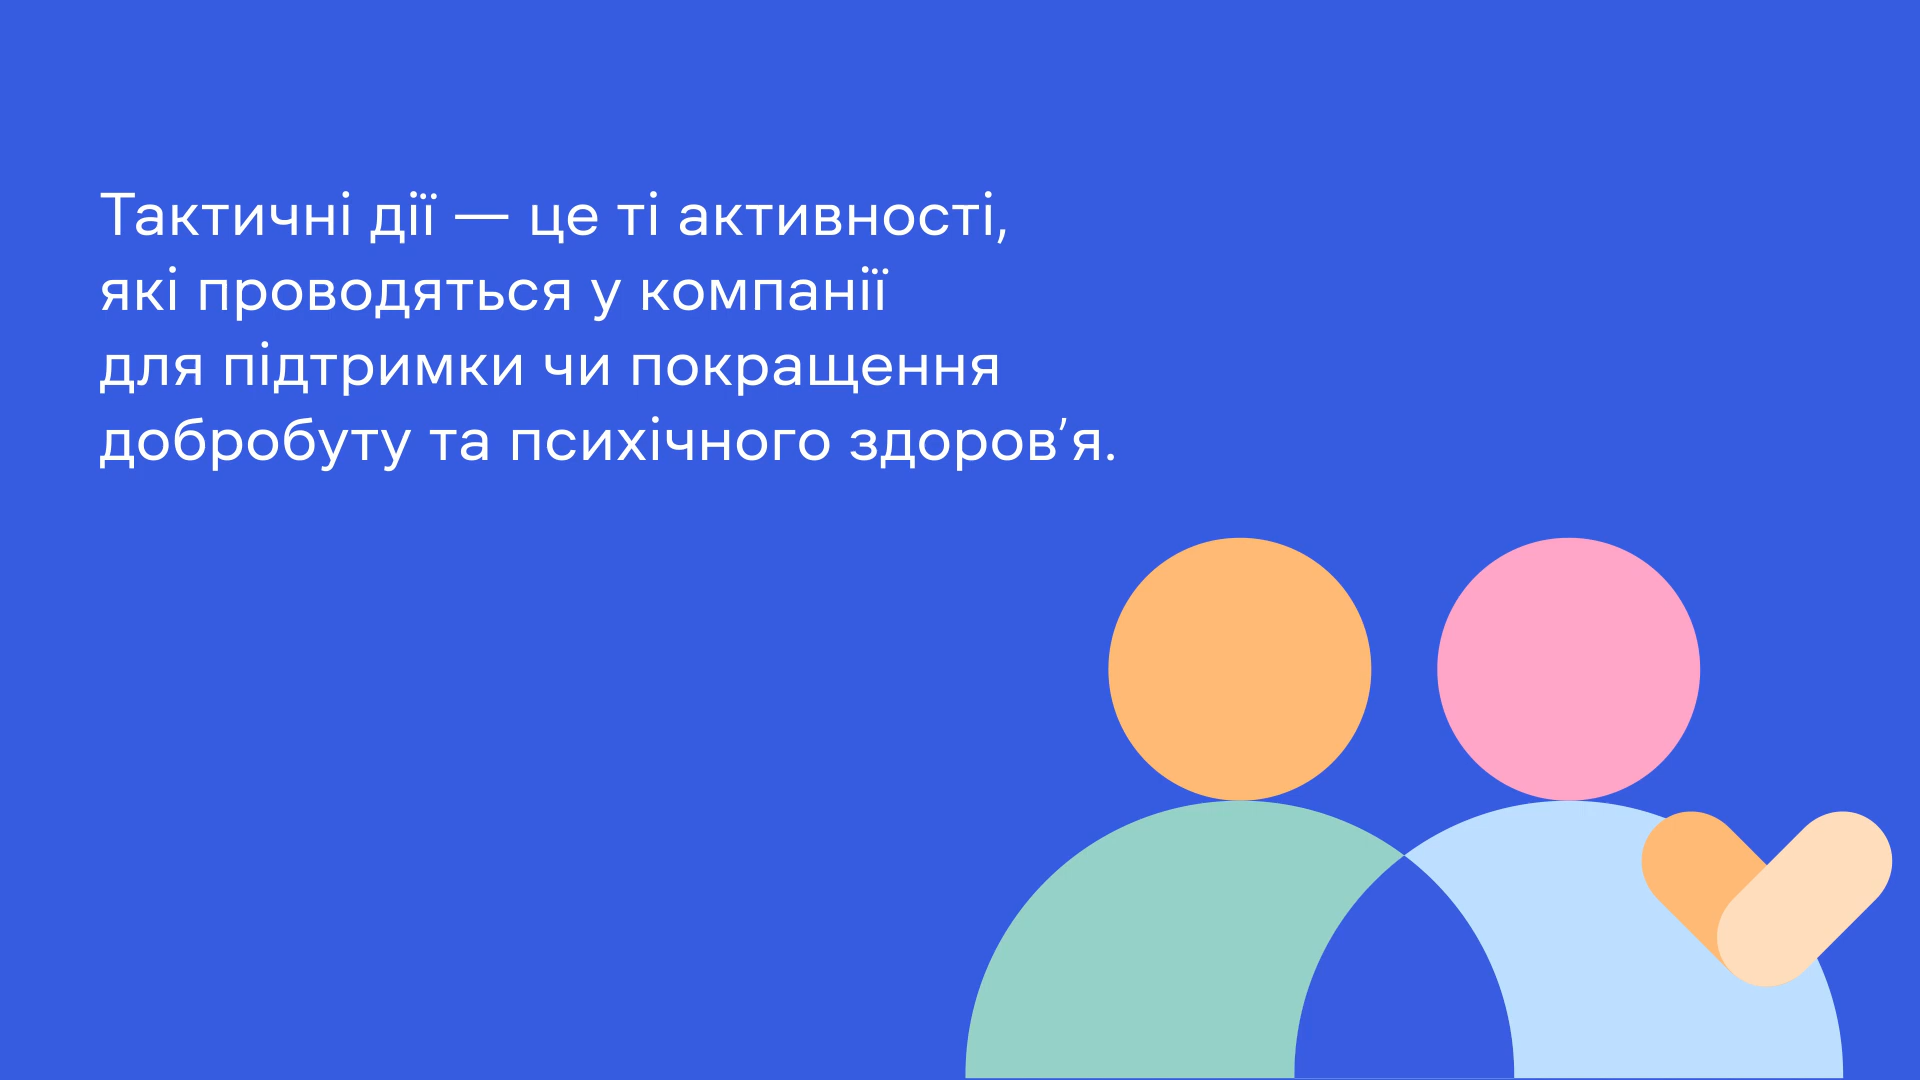 Тактичні дії — це ті активності,
які проводяться у компанії
для підтримки чи покращення
добробуту та психічного здоров’я.